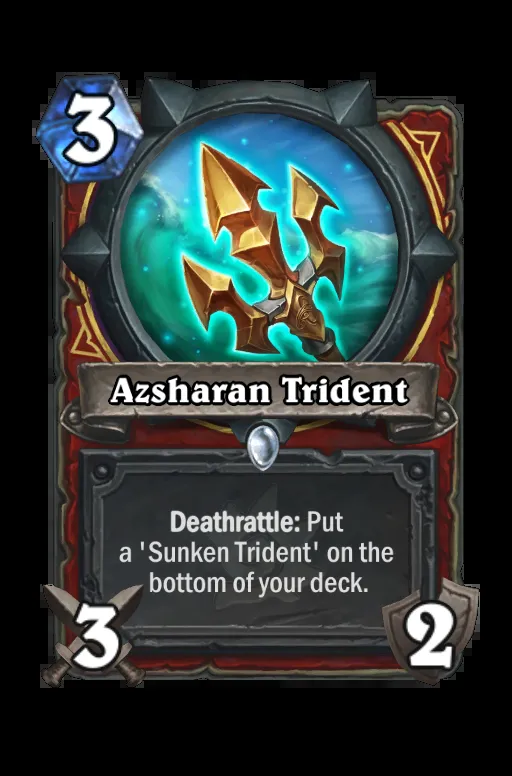 3
Azsharan Trident
Deathrattle: Put
a 'Sunken Trident' on the
bottom of your deck.
3
2